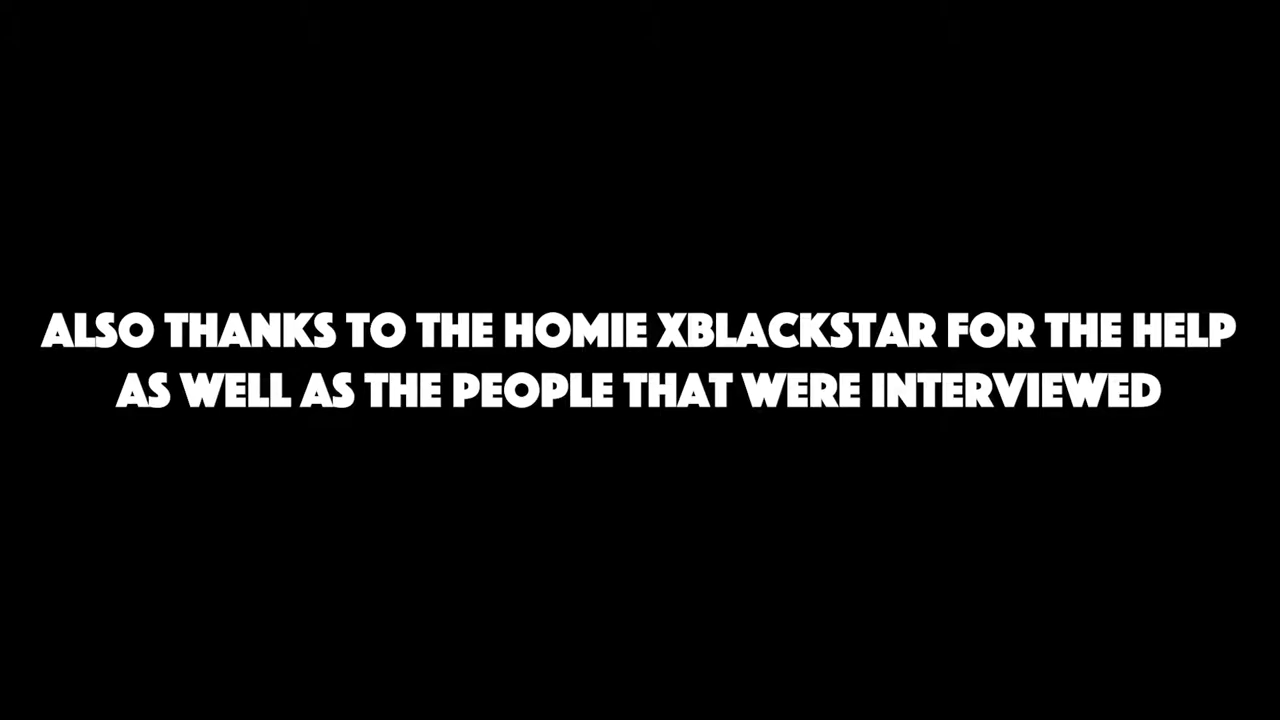 ALSO THANKS TO THE HOMIE XBLACKSTAR FOR THE HELP
AS WELL AS THE PEOPLE THAT WERE INTERVIEWED